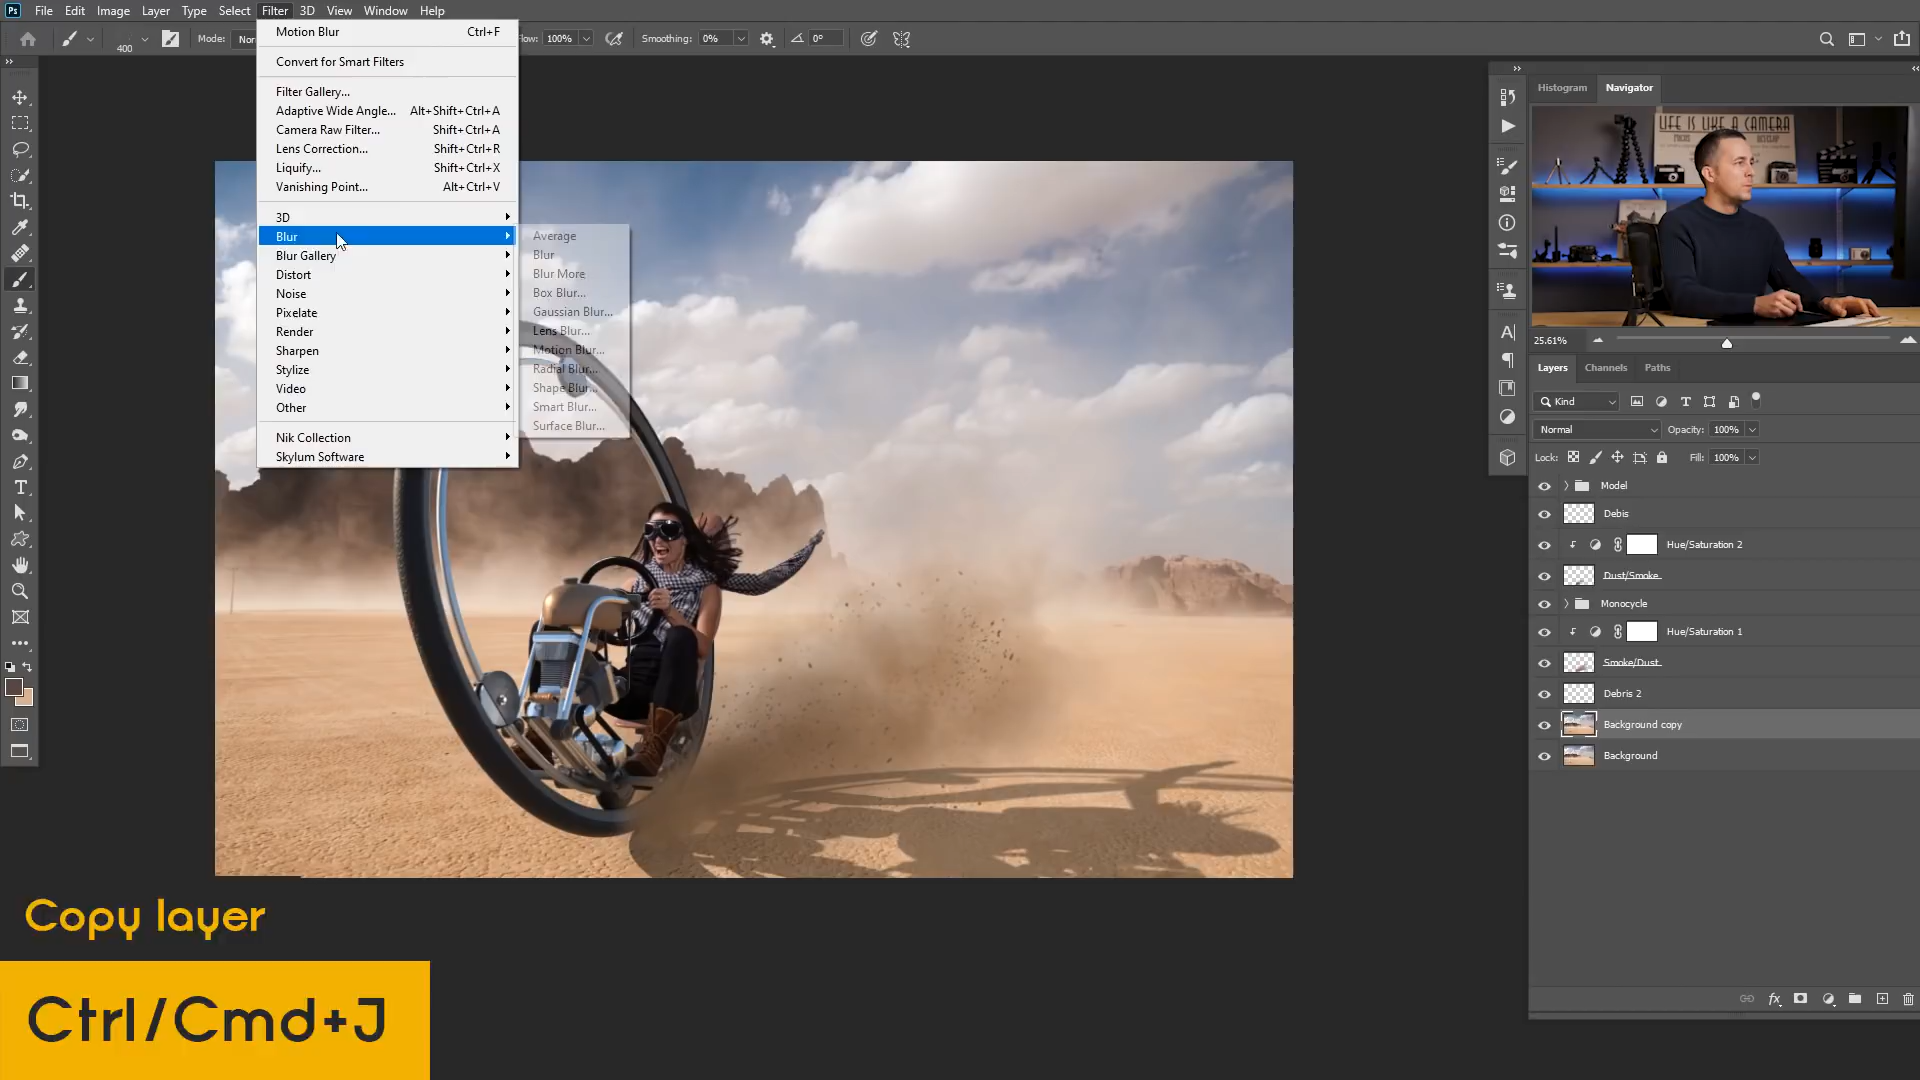 Ps File Edit Image Layer Type Select Filter 3D View Window Help
400 Mode: Flow: 100% Smoothing: 0% 0°
Motion Blur Ctrl+F
Convert for Smart Filters
Filter Gallery...
Adaptive Wide Angle... Alt+Shift+Ctrl+A
Camera Raw Filter... Shift+Ctrl+A
Lens Correction... Shift+Ctrl+R
Liquify... Shift+Ctrl+X
Vanishing Point... Alt+Ctrl+V
3D
Blur
Blur Gallery
Distort
Noise
Pixelate
Render
Sharpen
Stylize
Video
Other
Nik Collection
Skylum Software
Average
Blur
Blur More
Box Blur...
Gaussian Blur...
Lens Blur...
Motion Blur...
Radial Blur...
Shape Blur...
Smart Blur...
Surface Blur...
Histogram Navigator
LIFE IS LIKE A CAMERA
25.61%
Layers Channels Paths
Kind
Normal Opacity: 100%
Lock: Fill: 100%
Model
Debis
Hue/Saturation 2
Dust/Smoke
Monocycle
Hue/Saturation 1
Smoke/Dust
Debris 2
Background copy
Background
Copy layer
Ctrl/Cmd+J